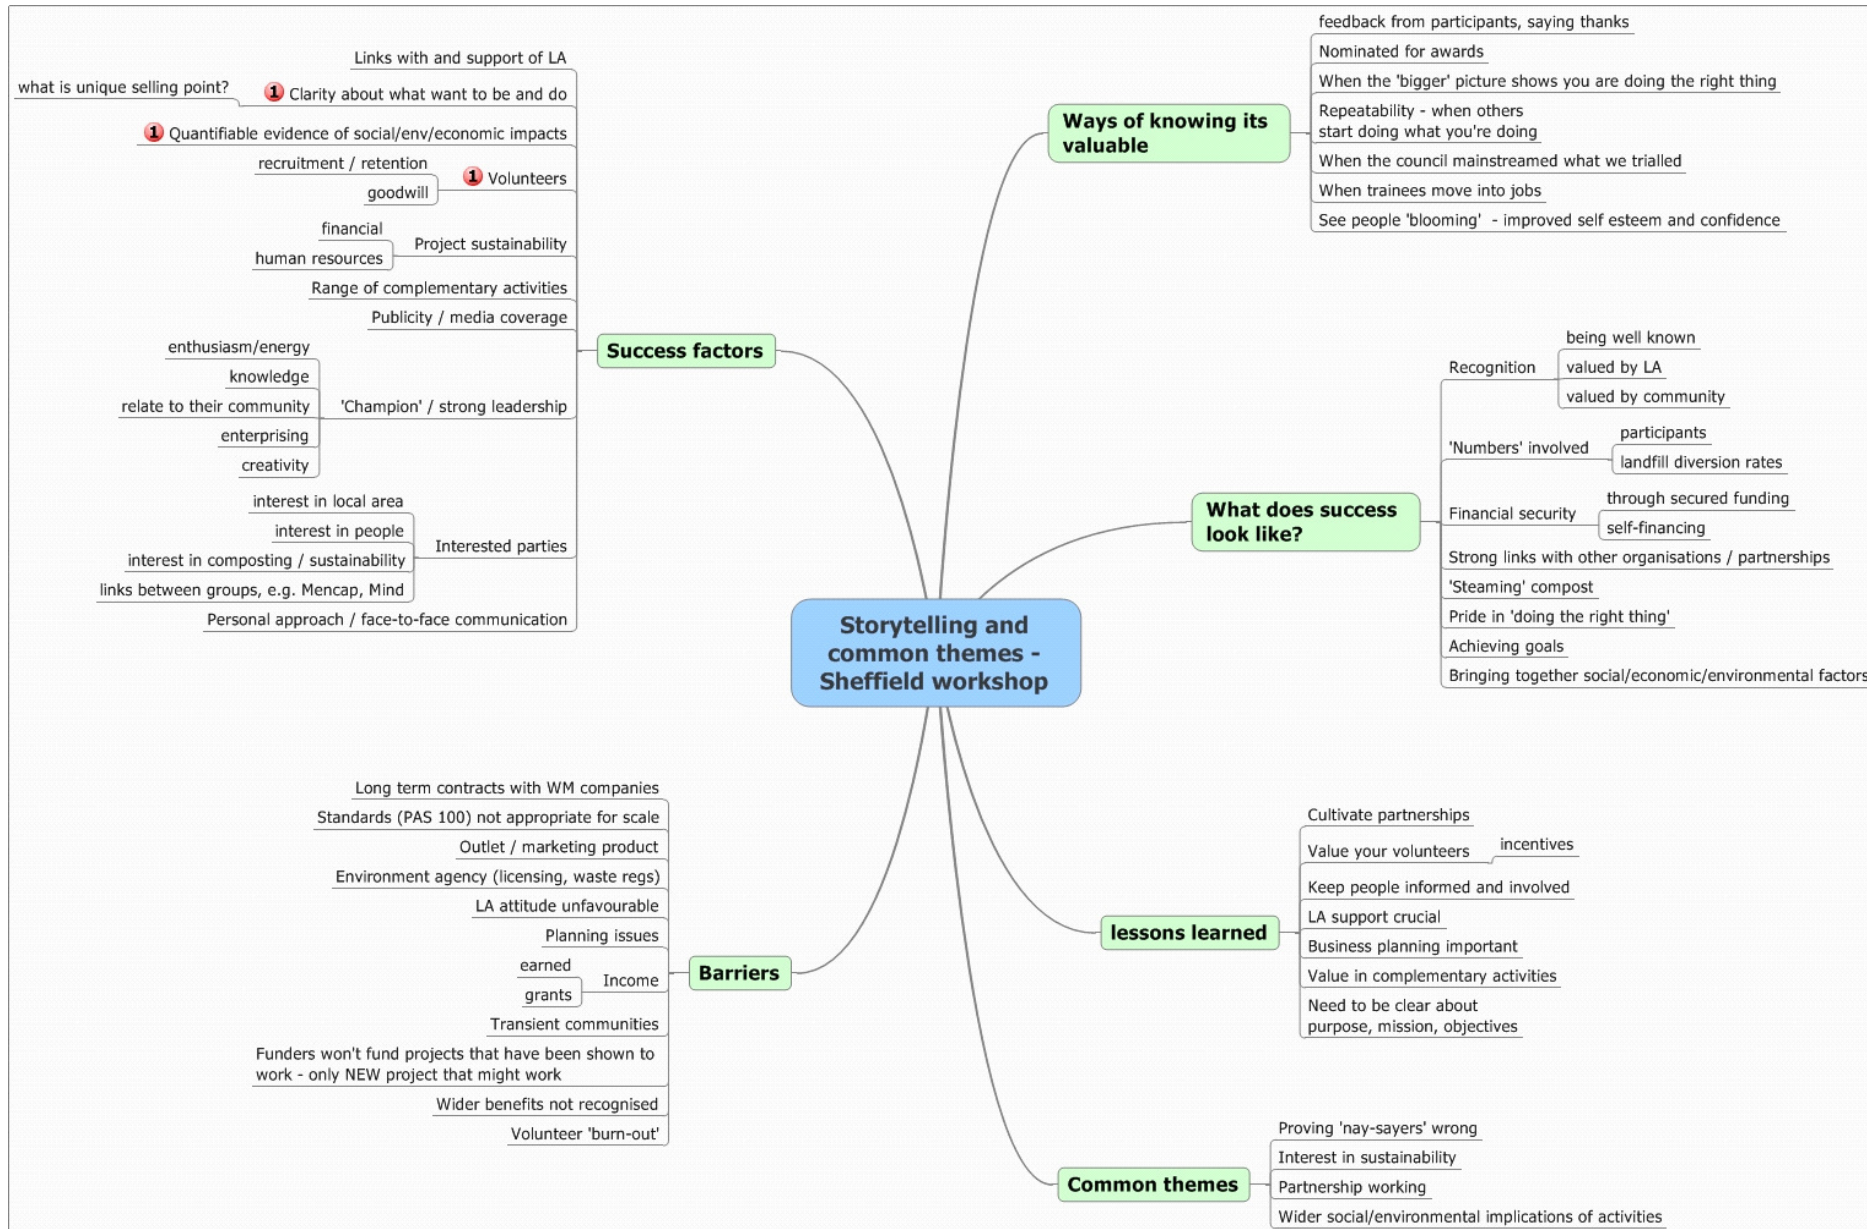 Storytelling and
common themes -
Sheffield workshop
Ways of knowing its
valuable
feedback from participants, saying thanks
Nominated for awards
When the 'bigger' picture shows you are doing the right thing
Repeatability - when others
start doing what you're doing
When the council mainstreamed what we trialled
When trainees move into jobs
See people 'blooming' - improved self esteem and confidence
What does success
look like?
Recognition
being well known
valued by LA
valued by community
'Numbers' involved
participants
landfill diversion rates
Financial security
through secured funding
self-financing
Strong links with other organisations / partnerships
'Steaming' compost
Pride in 'doing the right thing'
Achieving goals
Bringing together social/economic/environmental factors
lessons learned
Cultivate partnerships
Value your volunteers
incentives
Keep people informed and involved
LA support crucial
Business planning important
Value in complementary activities
Need to be clear about
purpose, mission, objectives
Common themes
Proving 'nay-sayers' wrong
Interest in sustainability
Partnership working
Wider social/environmental implications of activities
Success factors
Links with and support of LA
1 Clarity about what want to be and do
what is unique selling point?
1 Quantifiable evidence of social/env/economic impacts
1 Volunteers
recruitment / retention
goodwill
Project sustainability
financial
human resources
Range of complementary activities
Publicity / media coverage
'Champion' / strong leadership
enthusiasm/energy
knowledge
relate to their community
enterprising
creativity
Interested parties
interest in local area
interest in people
interest in composting / sustainability
links between groups, e.g. Mencap, Mind
Personal approach / face-to-face communication
Barriers
Long term contracts with WM companies
Standards (PAS 100) not appropriate for scale
Outlet / marketing product
Environment agency (licensing, waste regs)
LA attitude unfavourable
Planning issues
Income
earned
grants
Transient communities
Funders won't fund projects that have been shown to
work - only NEW project that might work
Wider benefits not recognised
Volunteer 'burn-out'